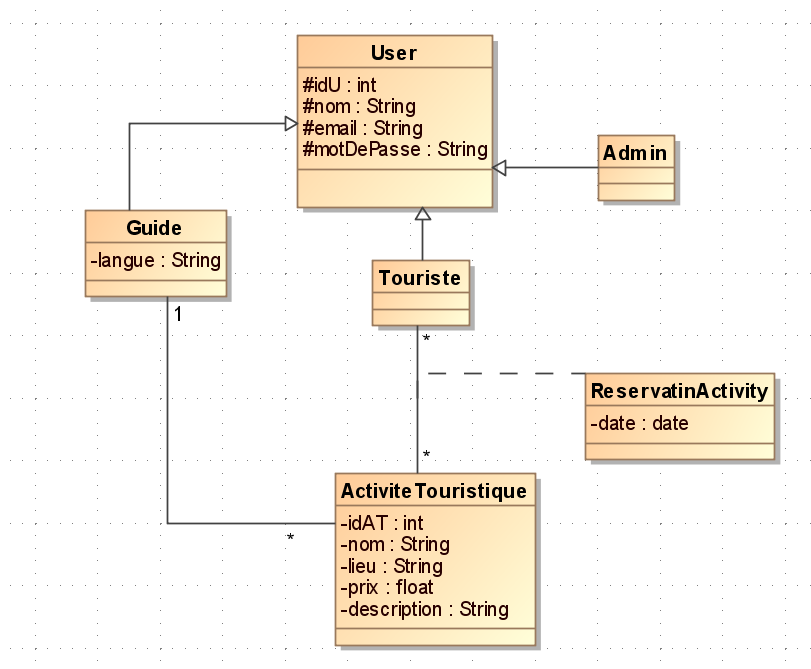 User
#idU : int
#nom : String
#email : String
#motDePasse : String
Admin
Guide
-langue : String
1
Touriste
*
ReservatinActivity
-date : date
*
ActiviteTouristique
-idAT : int
-nom : String
-lieu : String
-prix : float
-description : String
*